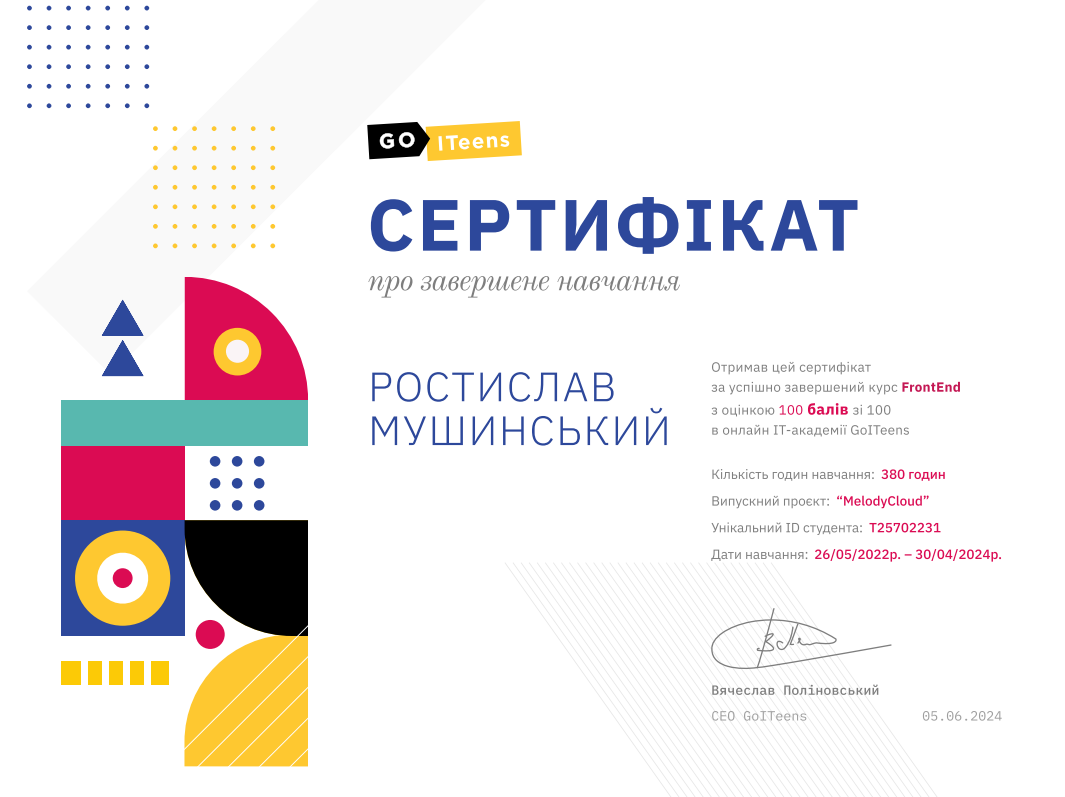 GO ITeens
СЕРТИФІКАТ
про завершене навчання
РОСТИСЛАВ
МУШИНСЬКИЙ
Отримав цей сертифікат
за успішно завершений курс FrontEnd
з оцінкою 100 балів зі 100
в онлайн IT-академії GoITeens
Кількість годин навчання: 380 годин
Випускний проєкт: “MelodyCloud”
Унікальний ID студента: T25702231
Дати навчання: 26/05/2022р. – 30/04/2024р.
Вячеслав Поліновський
CEO GoITeens 05.06.2024